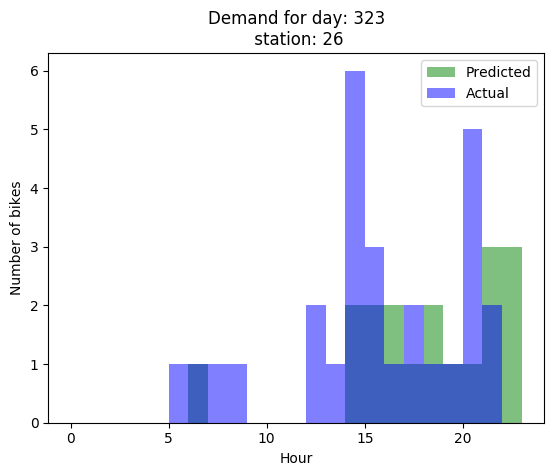 Demand for day: 323
station: 26
Predicted
Actual
6
5
4
3
2
1
0
Number of bikes
0 5 10 15 20
Hour